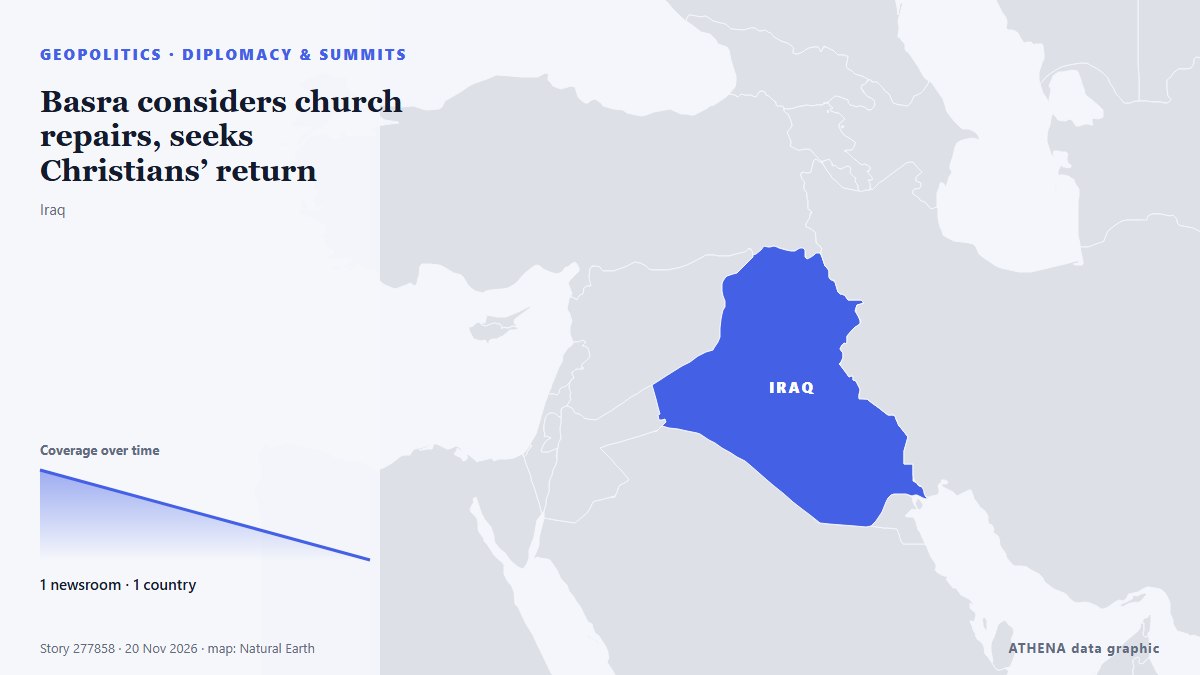 GEOPOLITICS · DIPLOMACY & SUMMITS
Basra considers church
repairs, seeks
Christians’ return
Iraq
IRAQ
Coverage over time
1 newsroom · 1 country
Story 277858 · 20 Nov 2026 · map: Natural Earth
ATHENA data graphic